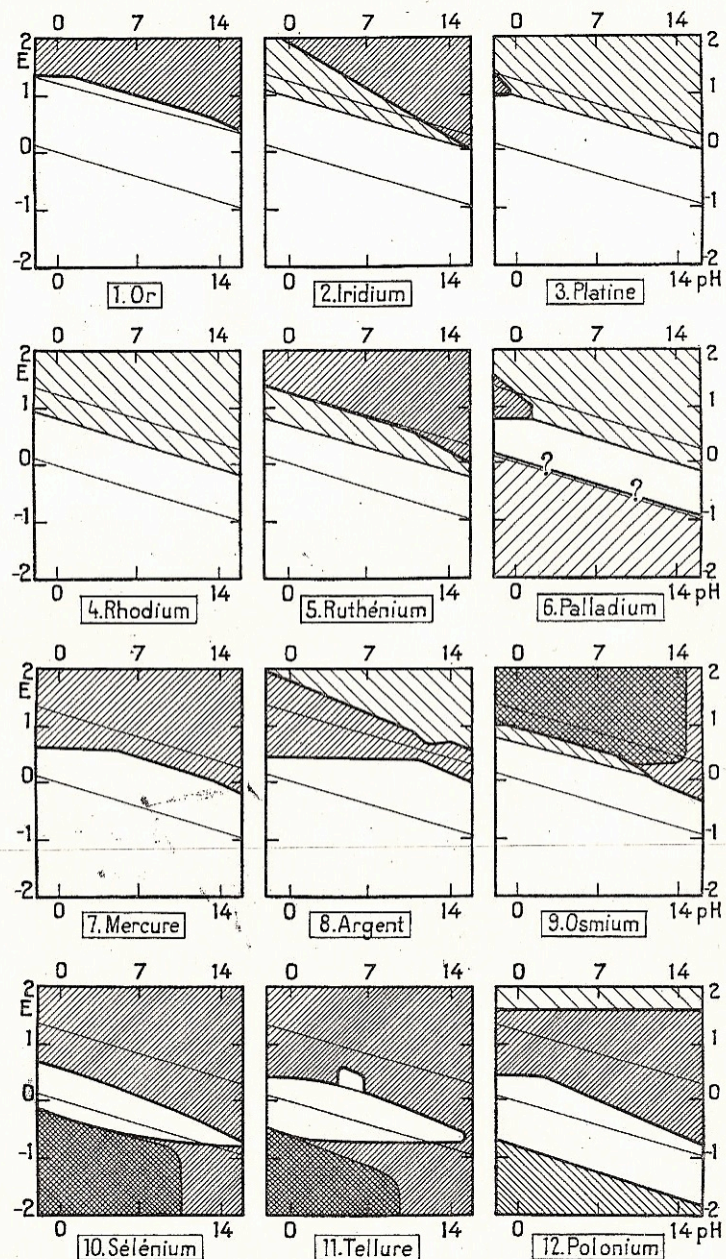 0 7 14 0 7 14 0 7 14
2 2
E
1 1
0 0
-1 -1
-2 -2
0 14 0 14 0 14 pH
1.Or 2.Iridium 3.Platine
0 7 14 0 7 14 0 7 14
2 2
E
1 1
0 ? 0
-1 ? -1
-2 -2
0 14 0 14 0 14 pH
4.Rhodium 5.Ruthénium 6.Palladium
0 7 14 0 7 14 0 7 14
2 2
E
1 1
0 0
-1 -1
-2 -2
0 14 0 14 0 14 pH
7.Mercure 8.Argent 9.Osmium
0 7 14 0 7 14 0 7 14
2 2
E
1 1
0 0
-1 -1
-2 -2
0 14 0 14 0 14 pH
10.Sélénium 11.Tellure 12.Polonium